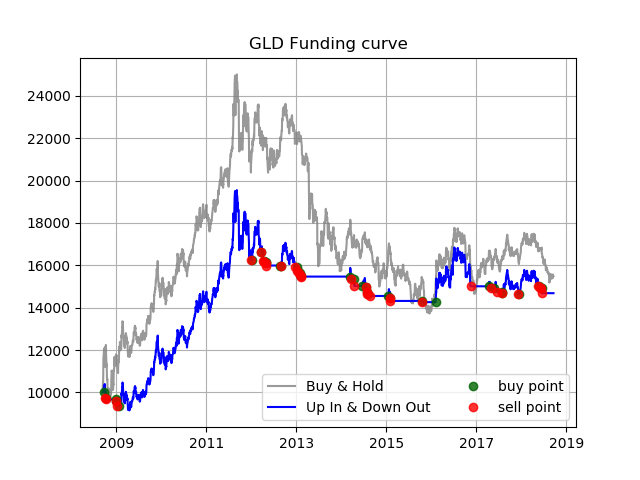 GLD Funding curve
24000
22000
20000
18000
16000
14000
12000
10000
Buy & Hold
Up In & Down Out
buy point
sell point
2009 2011 2013 2015 2017 2019